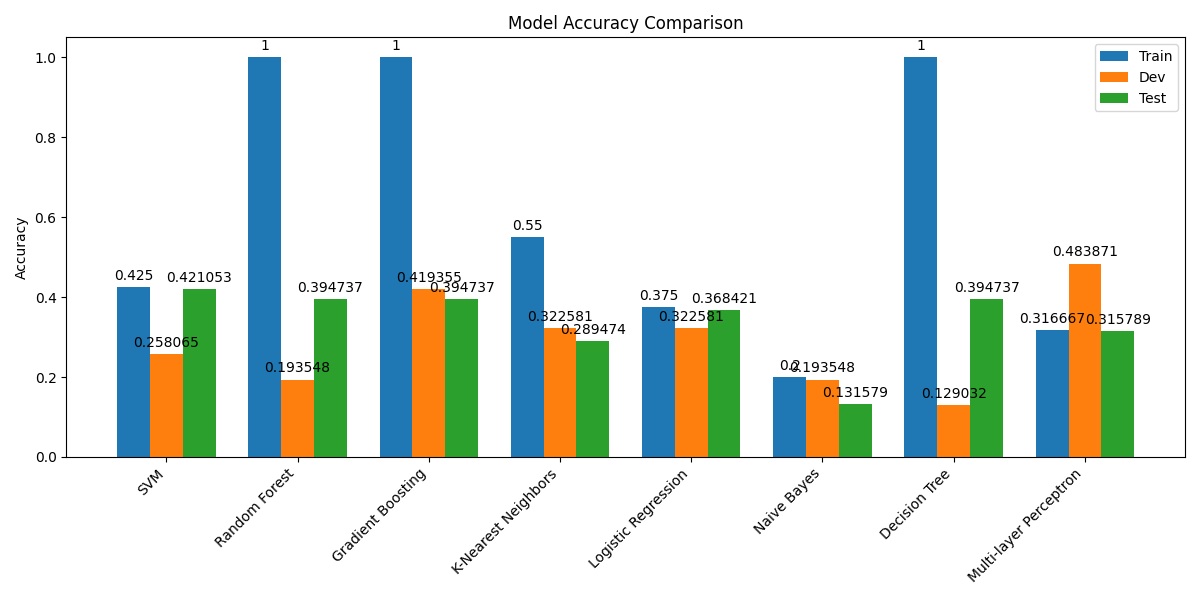 Model Accuracy Comparison
Accuracy
1.0
0.8
0.6
0.4
0.2
0.0
Train
Dev
Test
0.425
0.258065
0.421053
1
0.193548
0.394737
1
0.419355
0.394737
0.55
0.322581
0.289474
0.375
0.322581
0.368421
0.2
0.193548
0.131579
1
0.129032
0.394737
0.316667
0.483871
0.315789
SVM
Random Forest
Gradient Boosting
K-Nearest Neighbors
Logistic Regression
Naive Bayes
Decision Tree
Multi-layer Perceptron